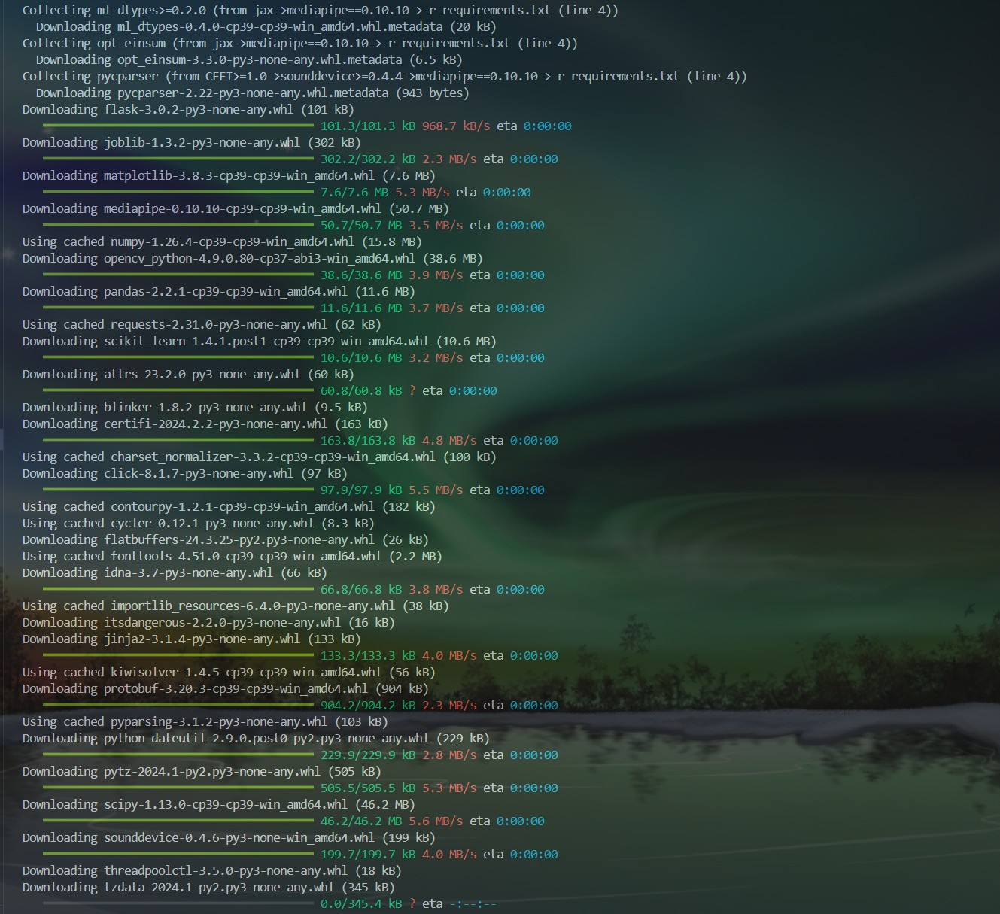 Collecting ml-dtypes>=0.2.0 (from jax->mediapipe==0.10.10->-r requirements.txt (line 4))
Downloading ml_dtypes-0.4.0-cp39-cp39-win_amd64.whl.metadata (20 kB)
Collecting opt-einsum (from jax->mediapipe==0.10.10->-r requirements.txt (line 4))
Downloading opt_einsum-3.3.0-py3-none-any.whl.metadata (6.5 kB)
Collecting pycparser (from CFFI>=1.0->sounddevice>=0.4.4->mediapipe==0.10.10->-r requirements.txt (line 4))
Downloading pycparser-2.22-py3-none-any.whl.metadata (943 bytes)
Downloading flask-3.0.2-py3-none-any.whl (101 kB)
101.3/101.3 kB 968.7 kB/s eta 0:00:00
Downloading joblib-1.3.2-py3-none-any.whl (302 kB)
302.2/302.2 kB 2.3 MB/s eta 0:00:00
Downloading matplotlib-3.8.3-cp39-cp39-win_amd64.whl (7.6 MB)
7.6/7.6 MB 5.3 MB/s eta 0:00:00
Downloading mediapipe-0.10.10-cp39-cp39-win_amd64.whl (50.7 MB)
50.7/50.7 MB 3.5 MB/s eta 0:00:00
Using cached numpy-1.26.4-cp39-cp39-win_amd64.whl (15.8 MB)
Downloading opencv_python-4.9.0.80-cp37-abi3-win_amd64.whl (38.6 MB)
38.6/38.6 MB 3.9 MB/s eta 0:00:00
Downloading pandas-2.2.1-cp39-cp39-win_amd64.whl (11.6 MB)
11.6/11.6 MB 3.7 MB/s eta 0:00:00
Using cached requests-2.31.0-py3-none-any.whl (62 kB)
Downloading scikit_learn-1.4.1.post1-cp39-cp39-win_amd64.whl (10.6 MB)
10.6/10.6 MB 3.2 MB/s eta 0:00:00
Downloading attrs-23.2.0-py3-none-any.whl (60 kB)
60.8/60.8 kB ? eta 0:00:00
Downloading blinker-1.8.2-py3-none-any.whl (9.5 kB)
Downloading certifi-2024.2.2-py3-none-any.whl (163 kB)
163.8/163.8 kB 4.8 MB/s eta 0:00:00
Using cached charset_normalizer-3.3.2-cp39-cp39-win_amd64.whl (100 kB)
Downloading click-8.1.7-py3-none-any.whl (97 kB)
97.9/97.9 kB 5.5 MB/s eta 0:00:00
Using cached contourpy-1.2.1-cp39-cp39-win_amd64.whl (182 kB)
Using cached cycler-0.12.1-py3-none-any.whl (8.3 kB)
Downloading flatbuffers-24.3.25-py2.py3-none-any.whl (26 kB)
Using cached fonttools-4.51.0-cp39-cp39-win_amd64.whl (2.2 MB)
Downloading idna-3.7-py3-none-any.whl (66 kB)
66.8/66.8 kB 3.8 MB/s eta 0:00:00
Using cached importlib_resources-6.4.0-py3-none-any.whl (38 kB)
Downloading itsdangerous-2.2.0-py3-none-any.whl (16 kB)
Downloading jinja2-3.1.4-py3-none-any.whl (133 kB)
133.3/133.3 kB 4.0 MB/s eta 0:00:00
Using cached kiwisolver-1.4.5-cp39-cp39-win_amd64.whl (56 kB)
Downloading protobuf-3.20.3-cp39-cp39-win_amd64.whl (904 kB)
904.2/904.2 kB 2.3 MB/s eta 0:00:00
Using cached pyparsing-3.1.2-py3-none-any.whl (103 kB)
Downloading python_dateutil-2.9.0.post0-py2.py3-none-any.whl (229 kB)
229.9/229.9 kB 2.8 MB/s eta 0:00:00
Downloading pytz-2024.1-py2.py3-none-any.whl (505 kB)
505.5/505.5 kB 5.3 MB/s eta 0:00:00
Downloading scipy-1.13.0-cp39-cp39-win_amd64.whl (46.2 MB)
46.2/46.2 MB 5.6 MB/s eta 0:00:00
Downloading sounddevice-0.4.6-py3-none-win_amd64.whl (199 kB)
199.7/199.7 kB 4.0 MB/s eta 0:00:00
Downloading threadpoolctl-3.5.0-py3-none-any.whl (18 kB)
Downloading tzdata-2024.1-py2.py3-none-any.whl (345 kB)
0.0/345.4 kB ? eta -:--:--